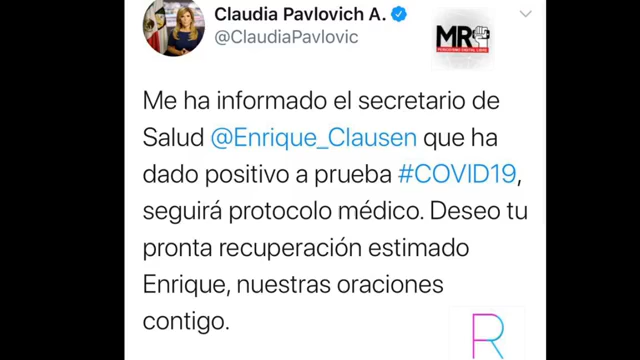 Claudia Pavlovich A.
@ClaudiaPavlovic
MR
Me ha informado el secretario de
Salud @Enrique_Clausen que ha
dado positivo a prueba #COVID19,
seguirá protocolo médico. Deseo tu
pronta recuperación estimado
Enrique, nuestras oraciones
contigo.
R